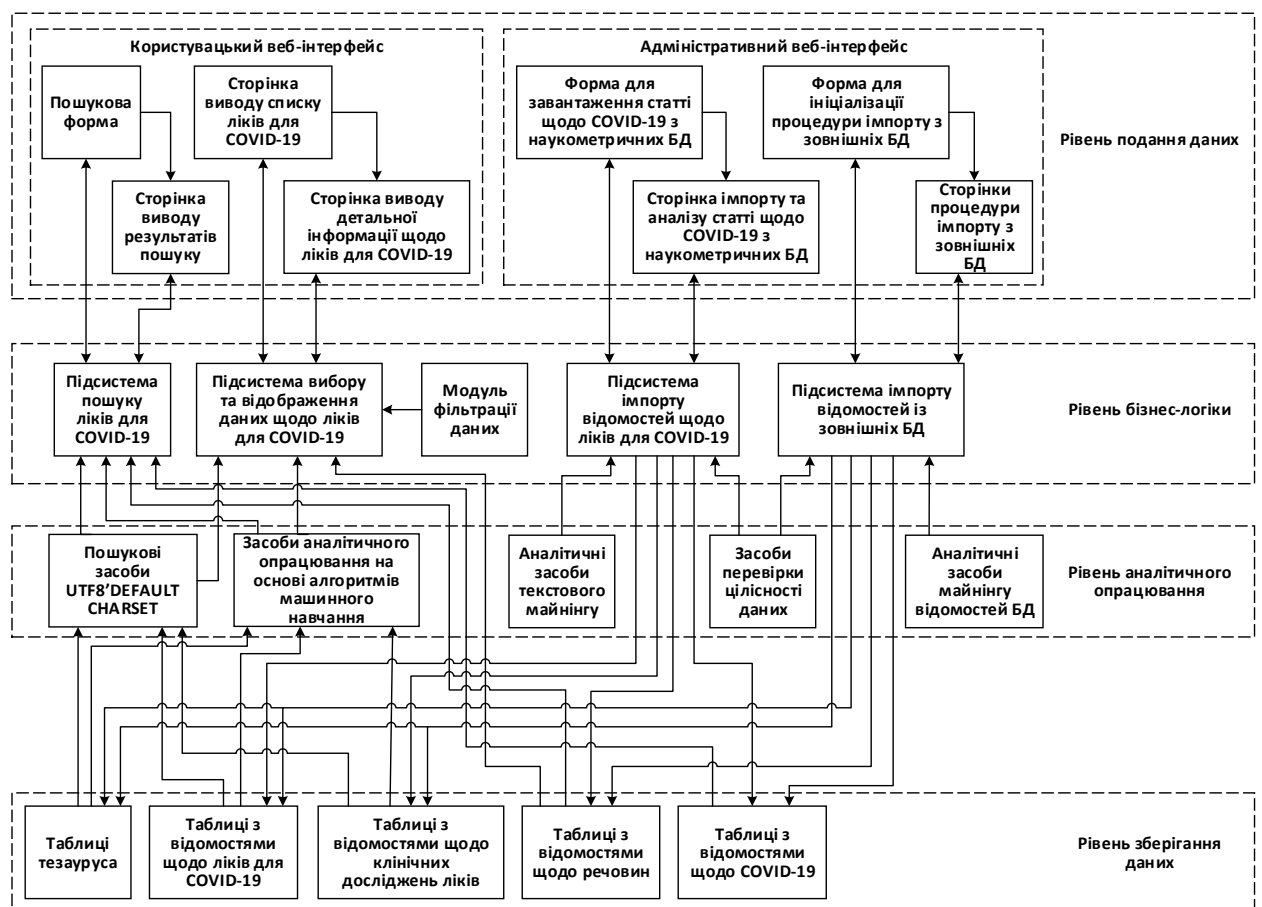 Користувацький веб-інтерфейс
Пошукова
форма
Сторінка
виводу списку
ліків для
COVID-19
Сторінка
виводу
результатів
пошуку
Сторінка виводу
детальної
інформації щодо
ліків для COVID-19
Адміністративний веб-інтерфейс
Форма для
завантаження статті
щодо COVID-19 з
наукометричних БД
Форма для
ініціалізації
процедури імпорту з
зовнішніх БД
Сторінка імпорту та
аналізу статті щодо
COVID-19 з
наукометричних БД
Сторінки
процедури
імпорту з
зовнішніх
БД
Рівень подання даних
Підсистема
пошуку
ліків для
COVID-19
Підсистема вибору
та відображення
даних щодо ліків
для COVID-19
Модуль
фільтрації
даних
Підсистема
імпорту
відомостей щодо
ліків для COVID-19
Підсистема імпорту
відомостей із
зовнішніх БД
Рівень бізнес-логіки
Пошукові
засоби
UTF8’DEFAULT
CHARSET
Засоби аналітичного
опрацювання на
основі алгоритмів
машинного
навчання
Аналітичні
засоби
текстового
майнінгу
Засоби
перевірки
цілісності
даних
Аналітичні
засоби
майнінгу
відомостей БД
Рівень аналітичного
опрацювання
Таблиці
тезауруса
Таблиці з
відомостями
щодо ліків для
COVID-19
Таблиці з
відомостями щодо
клінічних
досліджень ліків
Таблиці з
відомостями
щодо речовин
Таблиці з
відомостями
щодо COVID-19
Рівень зберігання
даних